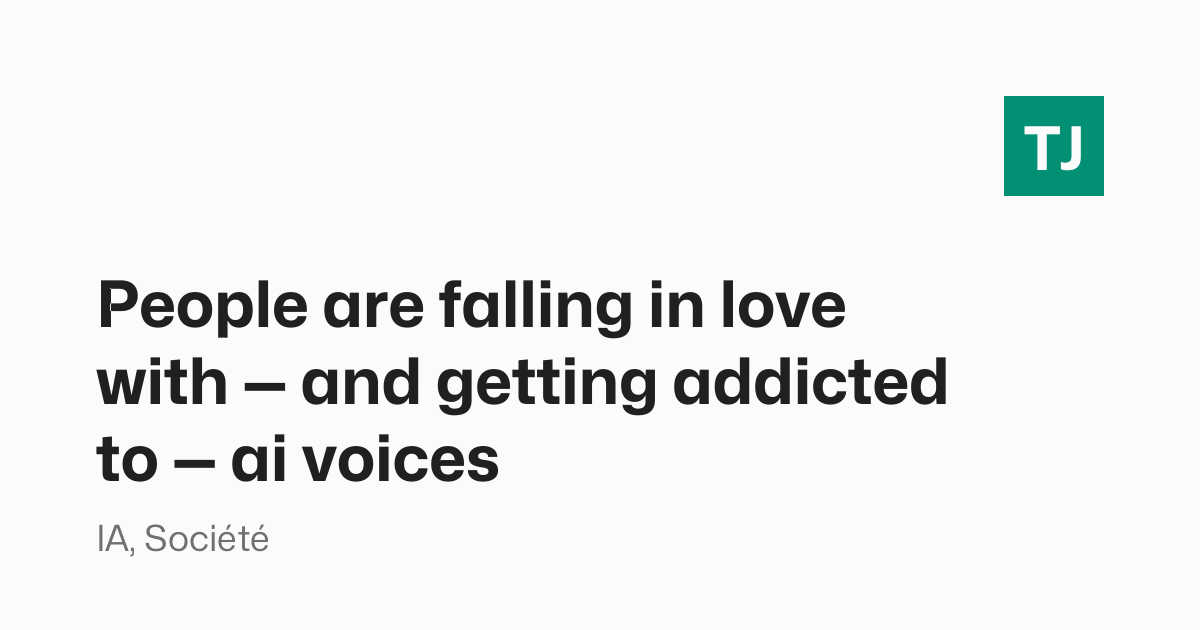 TJ
People are falling in love
with — and getting addicted
to — ai voices
IA, Société